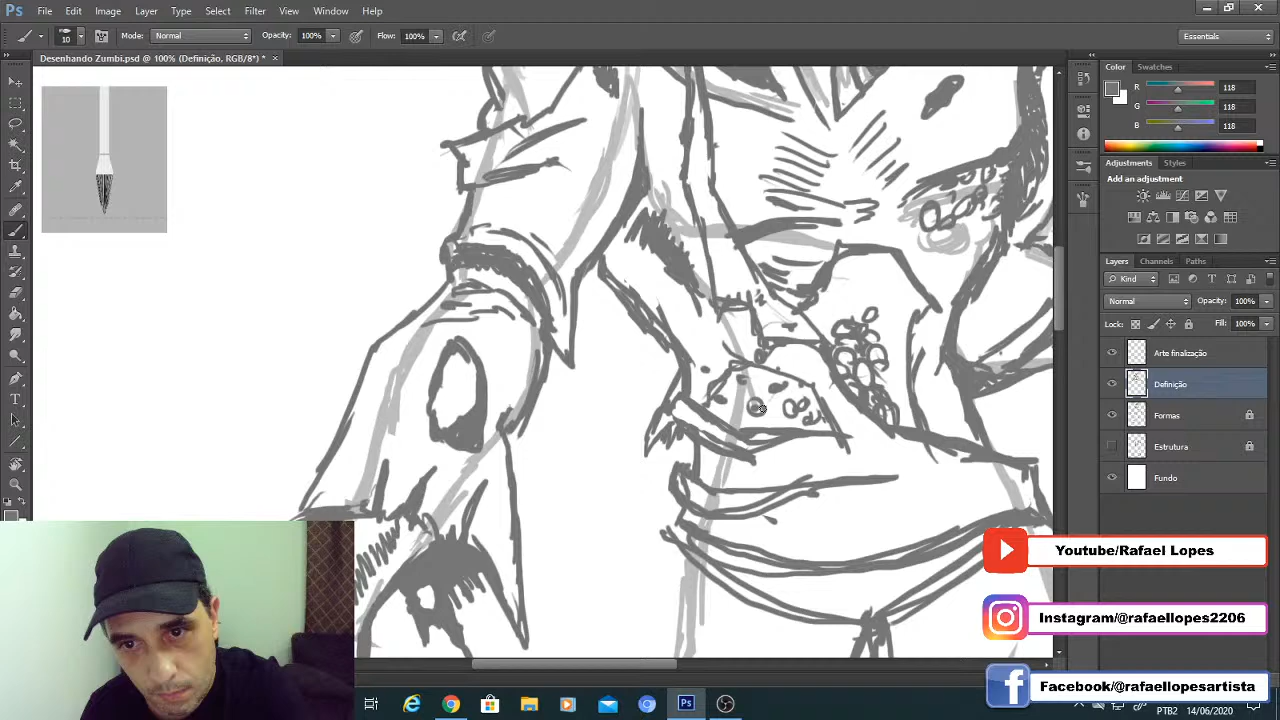 Ps File Edit Image Layer Type Select Filter View Window Help
10 Mode: Normal Opacity: 100% Flow: 100% Essentials
Desenhando Zumbi.psd @ 100% (Definição, RGB/8*) * ×
Color Swatches
R 118
G 118
B 118
Adjustments Styles
Add an adjustment
Layers Channels Paths
Kind
Normal Opacity: 100%
Lock: Fill: 100%
Arte finalização
Definição
Formas
Estrutura
Fundo
Youtube/Rafael Lopes
Instagram/@rafaellopes2206
Facebook/@rafaellopesartista
Ps
PTB2 14/06/2020